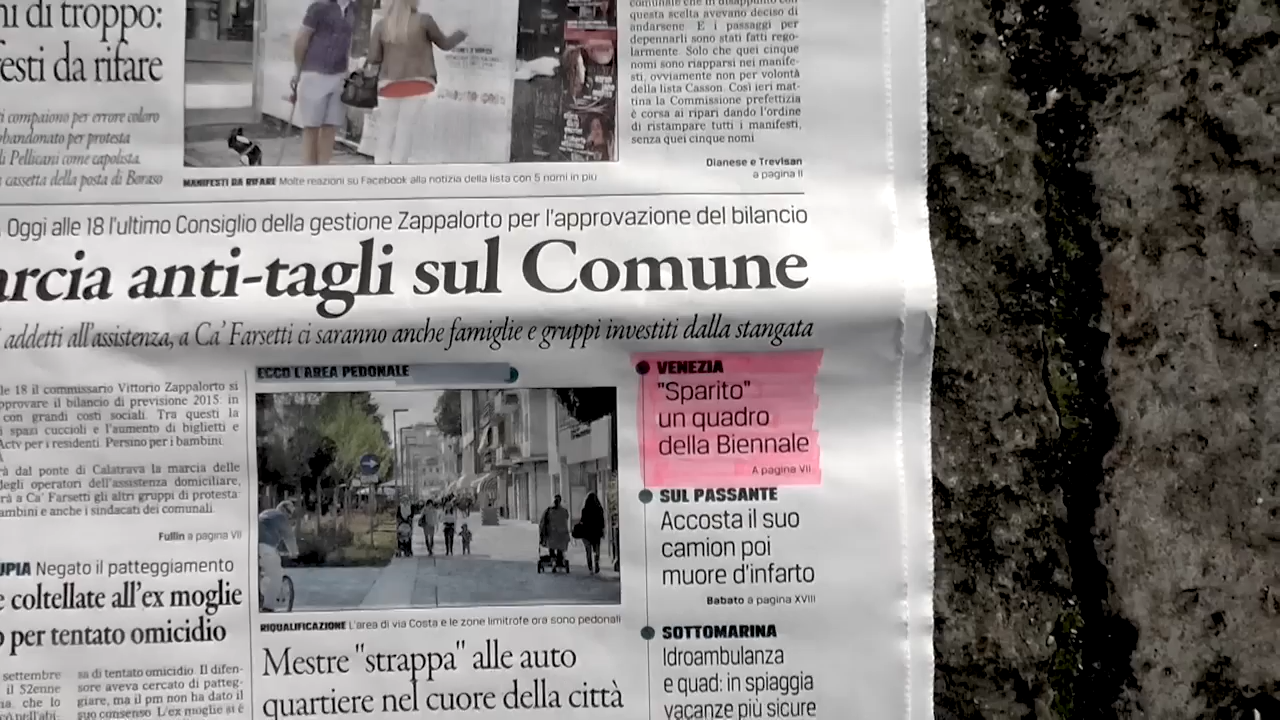 ni di troppo:
festi da rifare
i compaiono per errore coloro
abbandonato per protesta
di Pellicani come capolista.
cassetta della posta di Boraso
MANIFESTI DA RIFARE Molte reazioni su Facebook alla notizia della lista con 5 nomi in più
questa scelta avevano deciso di
andarsene. E i passaggi per
depennarli sono stati fatti rego-
larmente. Solo che quei cinque
nomi sono riapparsi nei manife-
sti, ovviamente non per volontà
della lista Casson. Così ieri mat-
tina la Commissione prefettizia
è corsa ai ripari dando l'ordine
di ristampare tutti i manifesti,
senza quei cinque nomi
Dianese e Trevisan
a pagina II
Oggi alle 18 l'ultimo Consiglio della gestione Zappalorto per l'approvazione del bilancio
arcia anti-tagli sul Comune
addetti all'assistenza, a Ca' Farsetti ci saranno anche famiglie e gruppi investiti dalla stangata
le 18 il commissario Vittorio Zappalorto si
approvare il bilancio di previsione 2015: in
con grandi costi sociali. Tra questi la
i spazi cuccioli e l'aumento di biglietti e
Actv per i residenti. Persino per i bambini.
rà dal ponte di Calatrava la marcia delle
degli operatori dell'assistenza domiciliare,
rà a Ca' Farsetti gli altri gruppi di protesta:
ambini e anche i sindacati dei comunali.
Fullin a pagina VII
UPIA Negato il patteggiamento
e coltellate all'ex moglie
o per tentato omicidio
settembre
il 52enne
ia. che lo
sa di tentato omicidio. Il difen-
sore aveva cercato di patteg-
giare, ma il pm non ha dato il
suo consenso. L'ex moglie si è
ECCO L'AREA PEDONALE
RIQUALIFICAZIONE L'area di via Costa e le zone limitrofe ora sono pedonali
Mestre "strappa" alle auto
quartiere nel cuore della città
VENEZIA
"Sparito"
un quadro
della Biennale
A pagina VII
SUL PASSANTE
Accosta il suo
camion poi
muore d'infarto
Babato a pagina XVIII
SOTTOMARINA
Idroambulanza
e quad: in spiaggia
vacanze più sicure